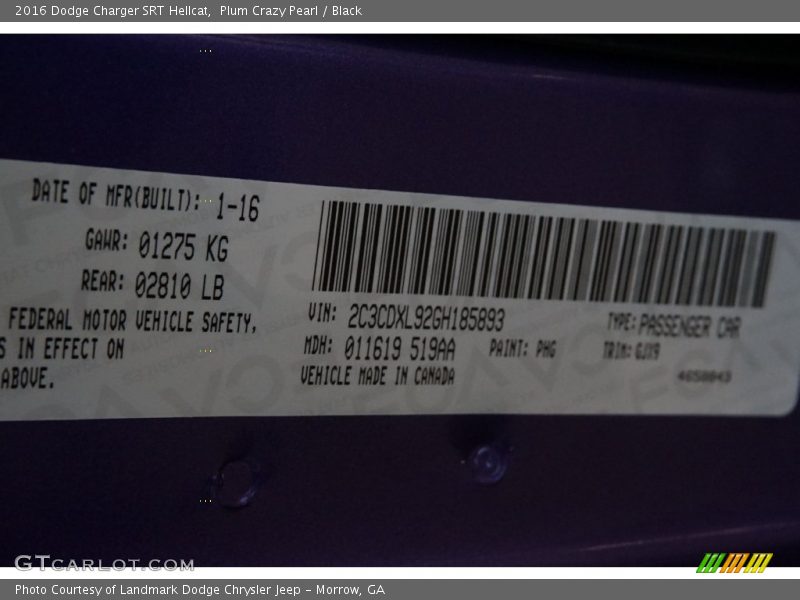 2016 Dodge Charger SRT Hellcat, Plum Crazy Pearl / Black
DATE OF MFR(BUILT): 1-16
GAWR: 01275 KG
REAR: 02810 LB
FEDERAL MOTOR VEHICLE SAFETY,
S IN EFFECT ON
ABOVE.
VIN: 2C3CDXL92GH185893
TYPE: PASSENGER CAR
MDH: 011619 519AA
PAINT: PHG
TRIM: GJX9
VEHICLE MADE IN CANADA
4658643
GTCARLOT.COM
Photo Courtesy of Landmark Dodge Chrysler Jeep - Morrow, GA